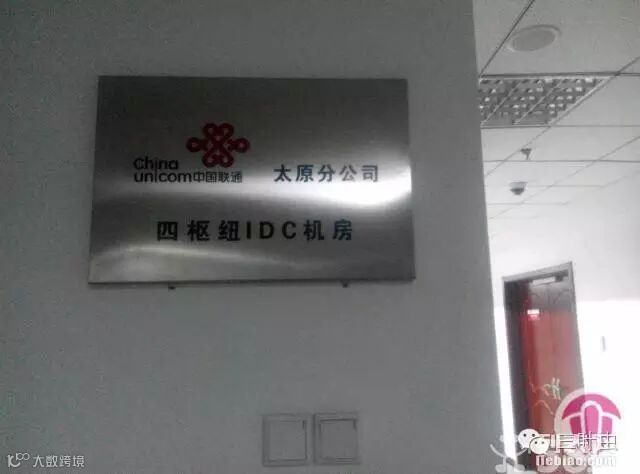 China
unicom中国联通
太原分公司
四枢纽IDC机房
大数跨境
liebiao.com